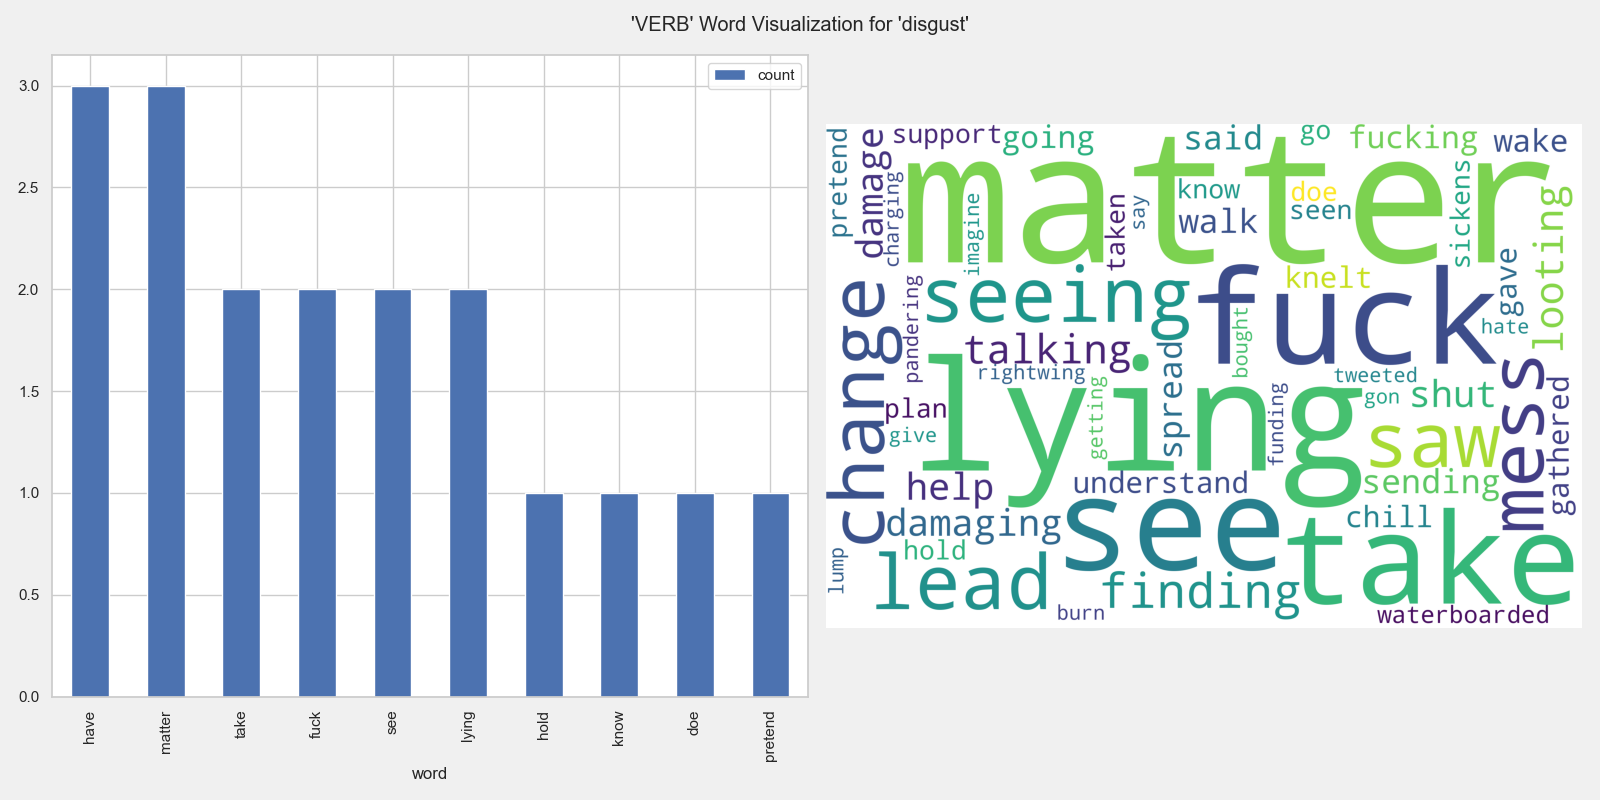 'VERB' Word Visualization for 'disgust'
count
3.0
2.5
2.0
1.5
1.0
0.5
0.0
have
matter
take
fuck
see
lying
hold
know
doe
pretend
word
pretend
damage
support
going
said
go
fucking
wake
matter
charging
imagine
taken
say
know
walk
doe
seen
sickens
looting
change
pandering
seeing
fuck
knelt
gave
hate
bought
talking
rightwing
spread
tweeted
gon
shut
plan
give
lying
getting
funding
saw
mess
gathered
help
understand
sending
damaging
see
chill
take
hold
lump
lead
finding
burn
waterboarded